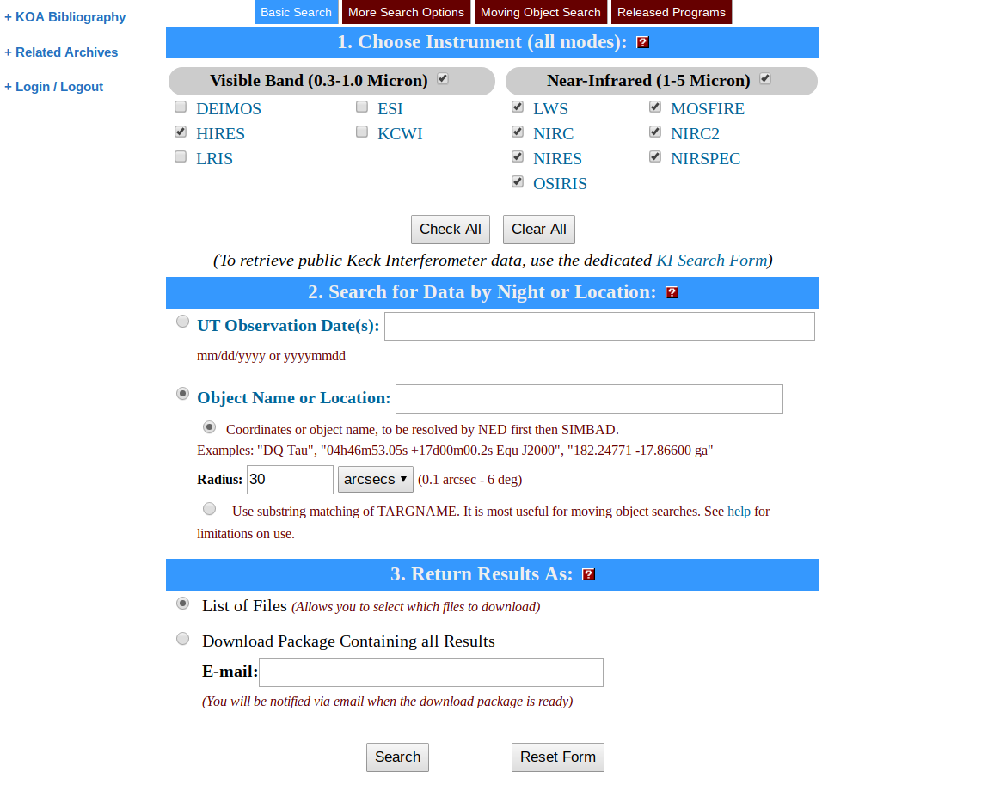 + KOA Bibliography
+ Related Archives
+ Login / Logout
Basic Search More Search Options Moving Object Search Released Programs
1. Choose Instrument (all modes): ?
Visible Band (0.3-1.0 Micron) Near-Infrared (1-5 Micron)
DEIMOS ESI LWS MOSFIRE
HIRES KCWI NIRC NIRC2
LRIS NIRES NIRSPEC
OSIRIS
Check All Clear All
(To retrieve public Keck Interferometer data, use the dedicated KI Search Form)
2. Search for Data by Night or Location: ?
UT Observation Date(s):
mm/dd/yyyy or yyyymmdd
Object Name or Location:
Coordinates or object name, to be resolved by NED first then SIMBAD.
Examples: "DQ Tau", "04h46m53.05s +17d00m00.2s Equ J2000", "182.24771 -17.86600 ga"
Radius: 30 arcsecs (0.1 arcsec - 6 deg)
Use substring matching of TARGNAME. It is most useful for moving object searches. See help for
limitations on use.
3. Return Results As: ?
List of Files (Allows you to select which files to download)
Download Package Containing all Results
E-mail:
(You will be notified via email when the download package is ready)
Search Reset Form